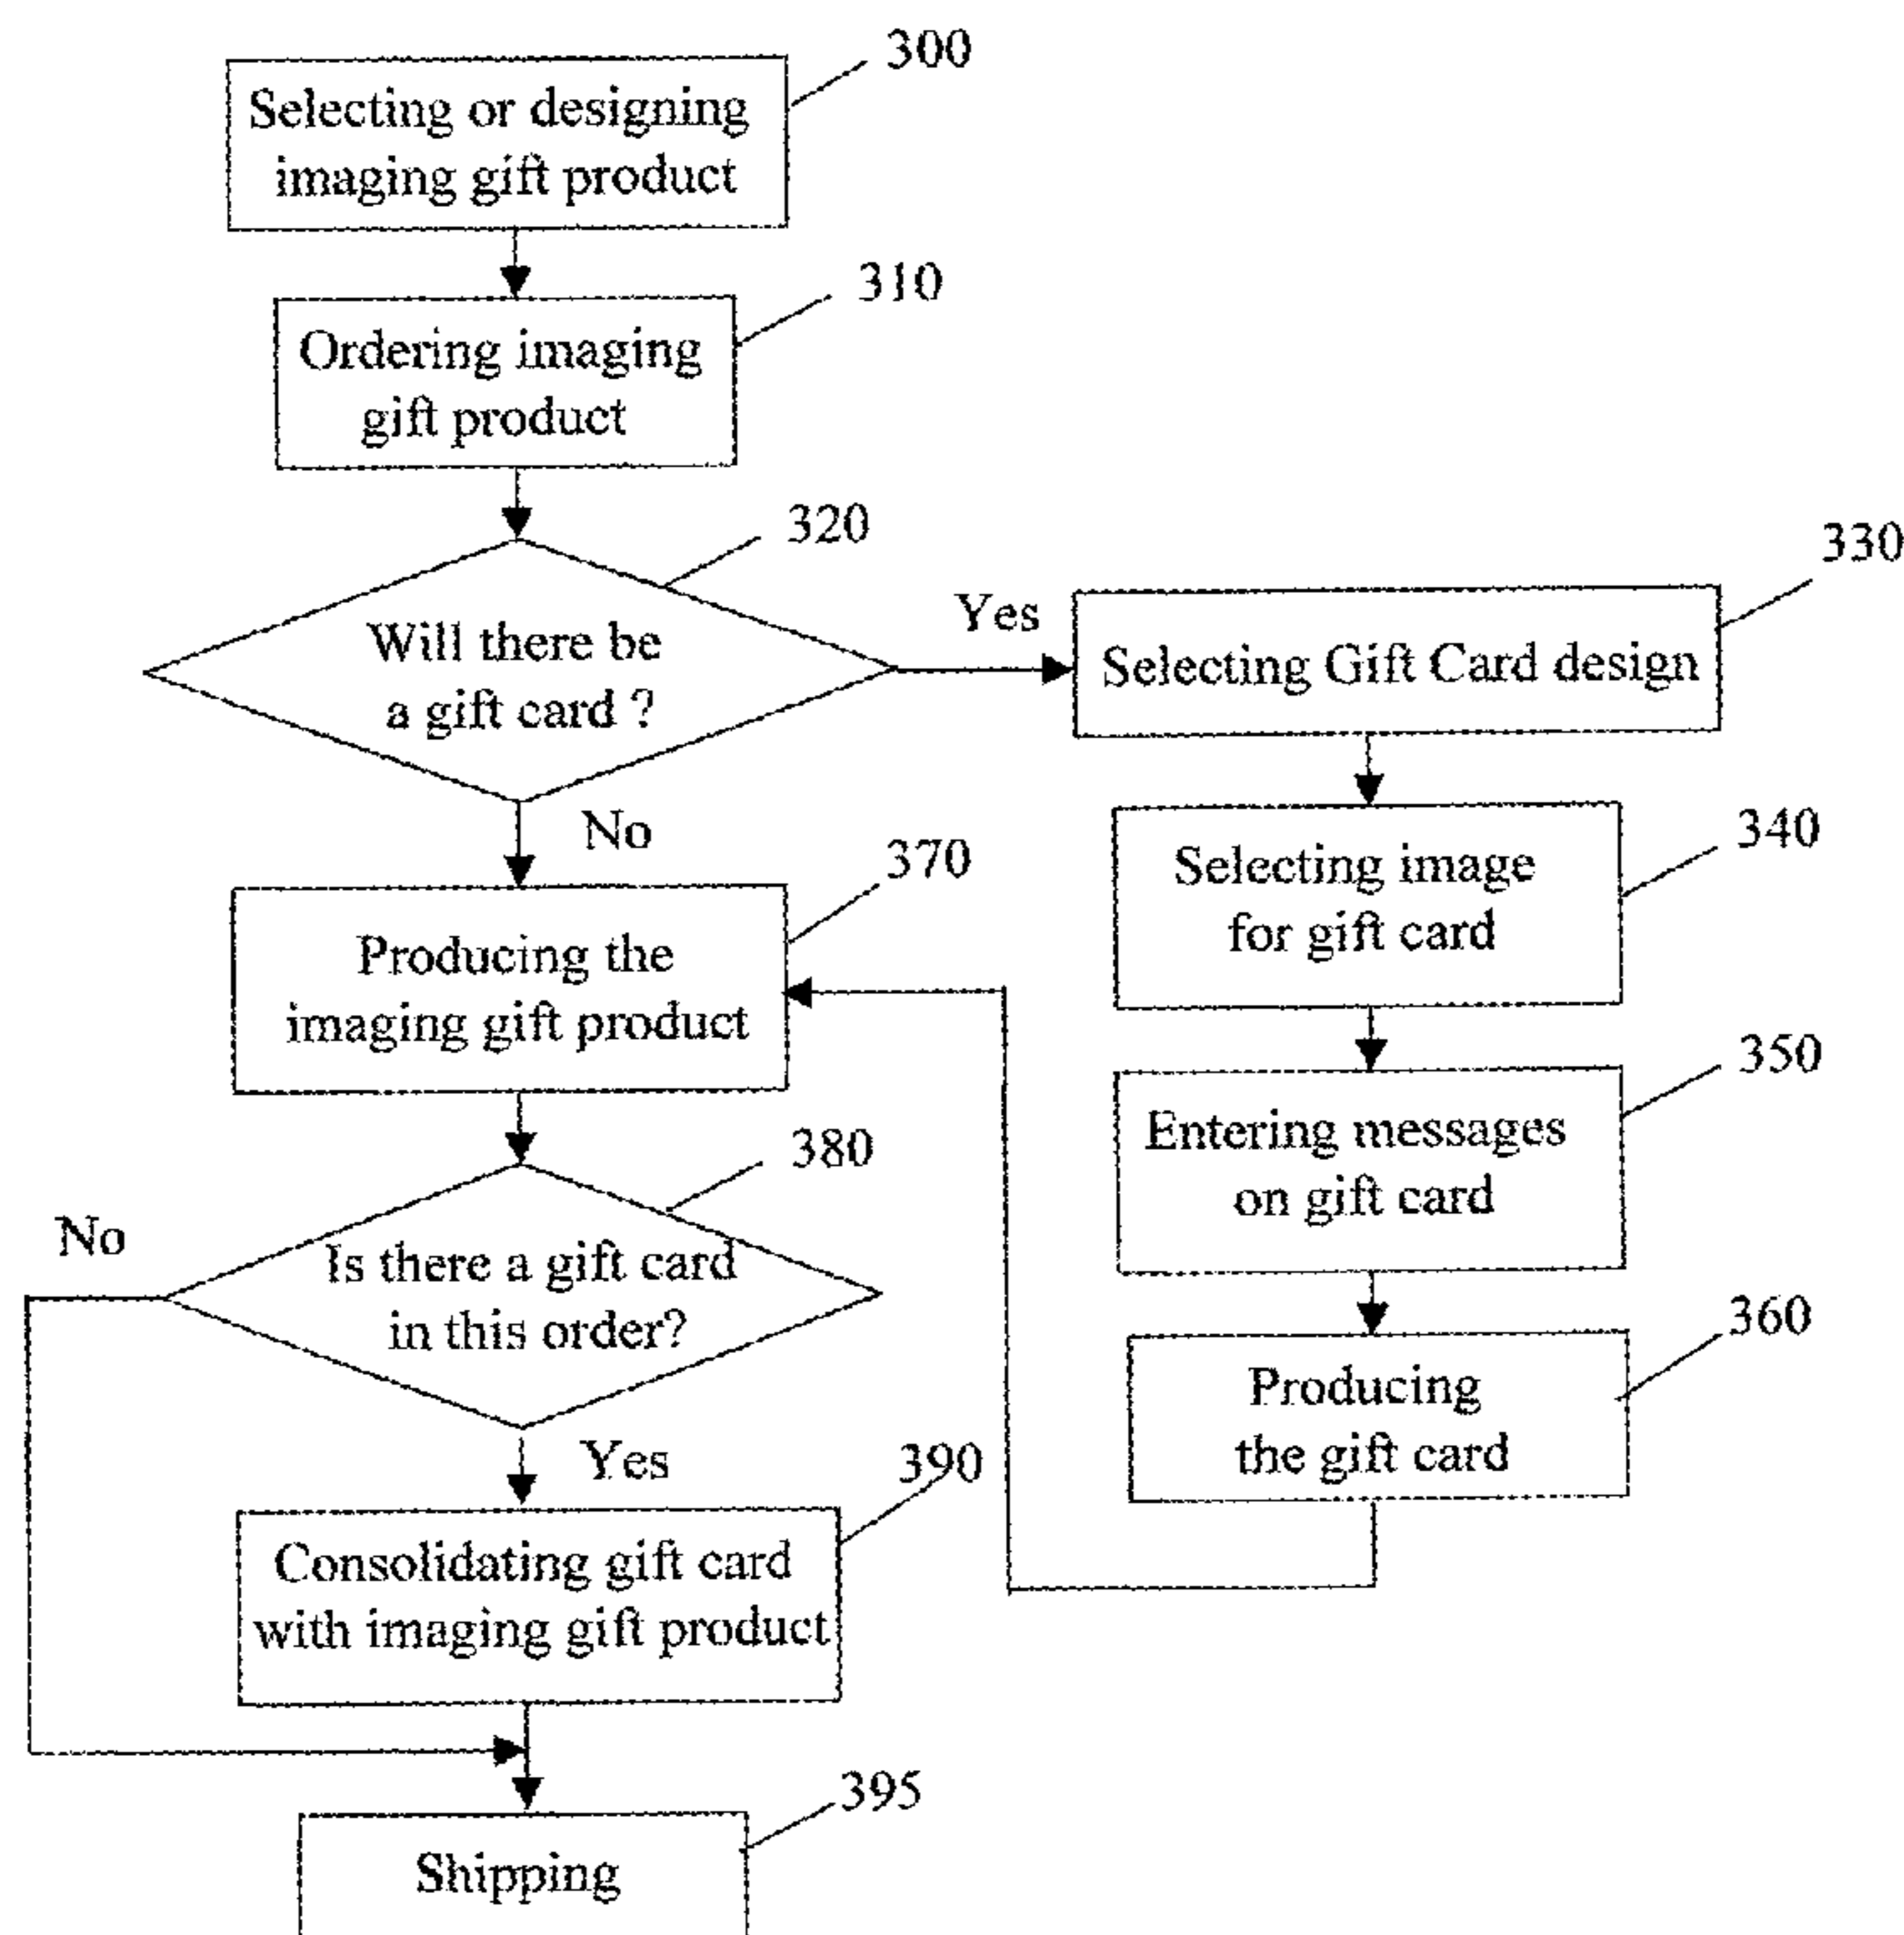 300
Selecting or designing
imaging gift product
310
Ordering imaging
gift product
320
Will there be
a gift card ?
Yes
330
Selecting Gift Card design
No
340
Selecting image
for gift card
370
Producing the
imaging gift product
350
Entering messages
on gift card
380
Is there a gift card
in this order?
No
Yes
360
Producing
the gift card
390
Consolidating gift card
with imaging gift product
395
Shipping